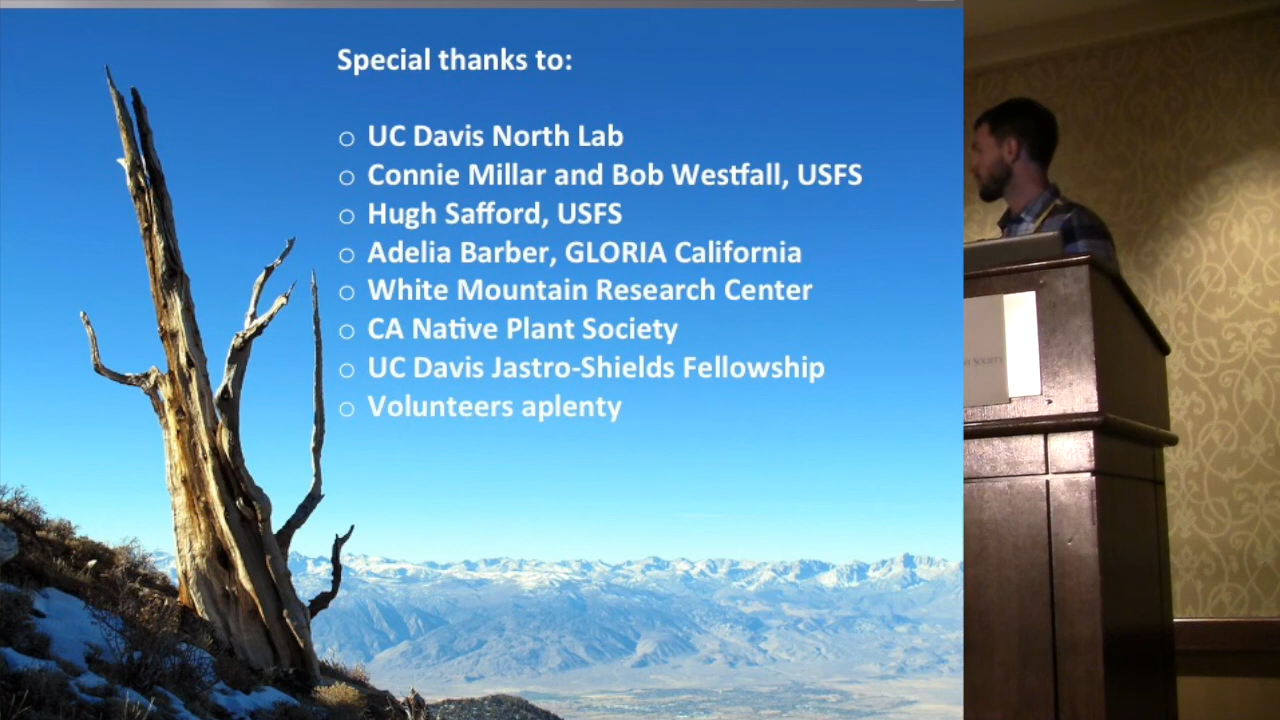 Special thanks to:
○ UC Davis North Lab
○ Connie Millar and Bob Westfall, USFS
○ Hugh Safford, USFS
○ Adelia Barber, GLORIA California
○ White Mountain Research Center
○ CA Native Plant Society
○ UC Davis Jastro-Shields Fellowship
○ Volunteers aplenty
SOCIETY